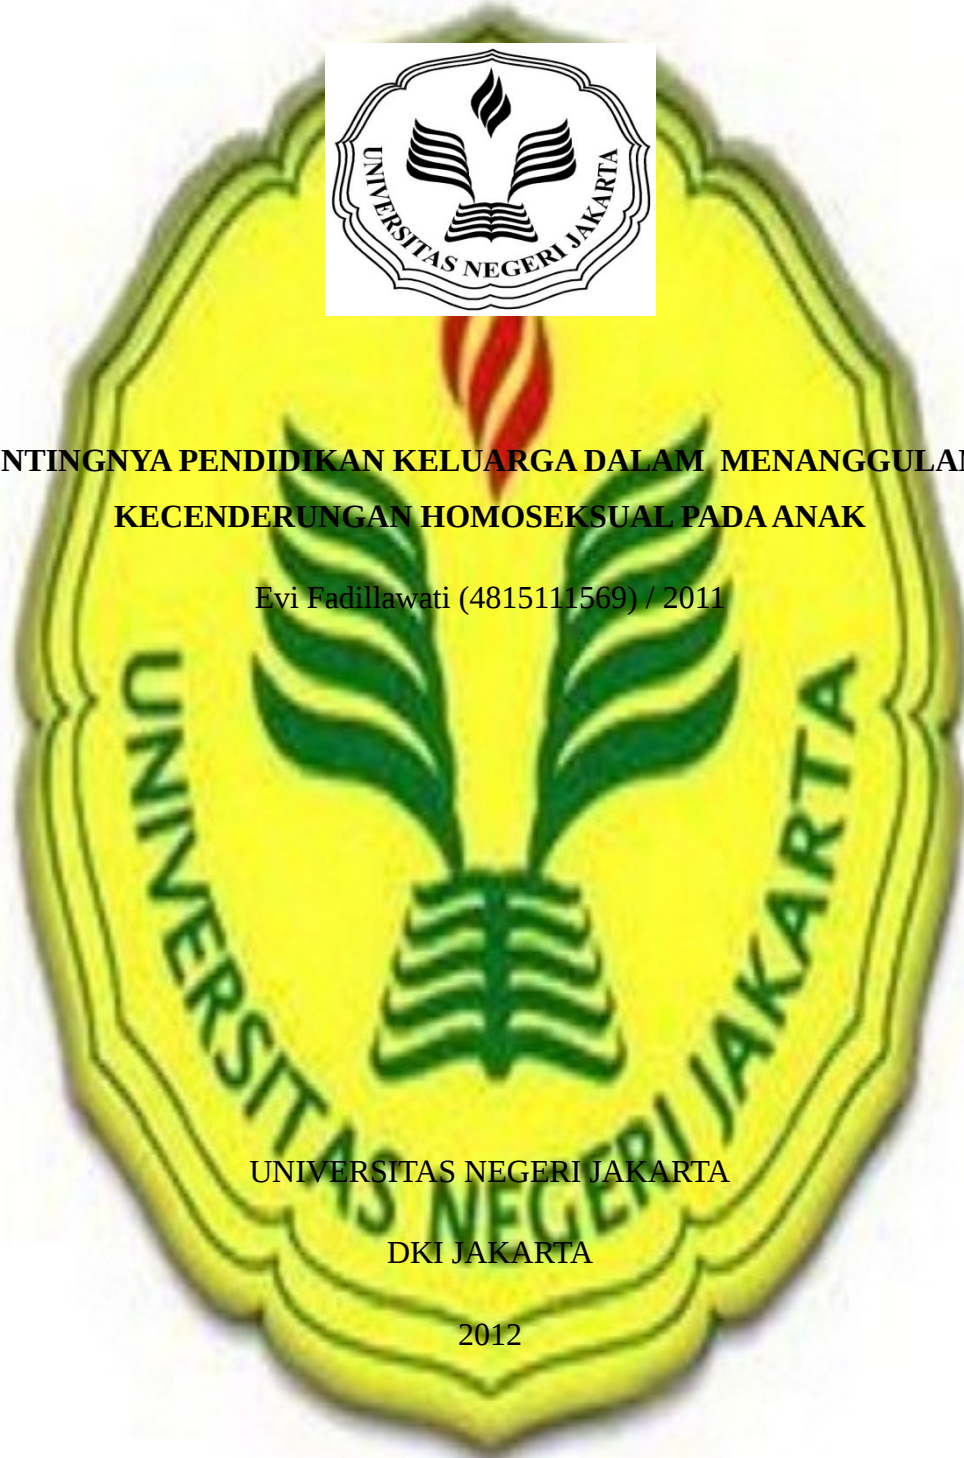 UNIVERSITAS NEGERI JAKARTA
NTINGNYA PENDIDIKAN KELUARGA DALAM MENANGGULAN
KECENDERUNGAN HOMOSEKSUAL PADA ANAK
Evi Fadillawati (4815111569) / 2011
UNIVERSITAS NEGERI JAKARTA
UNIVERSITAS NEGERI JAKARTA
DKI JAKARTA
2012